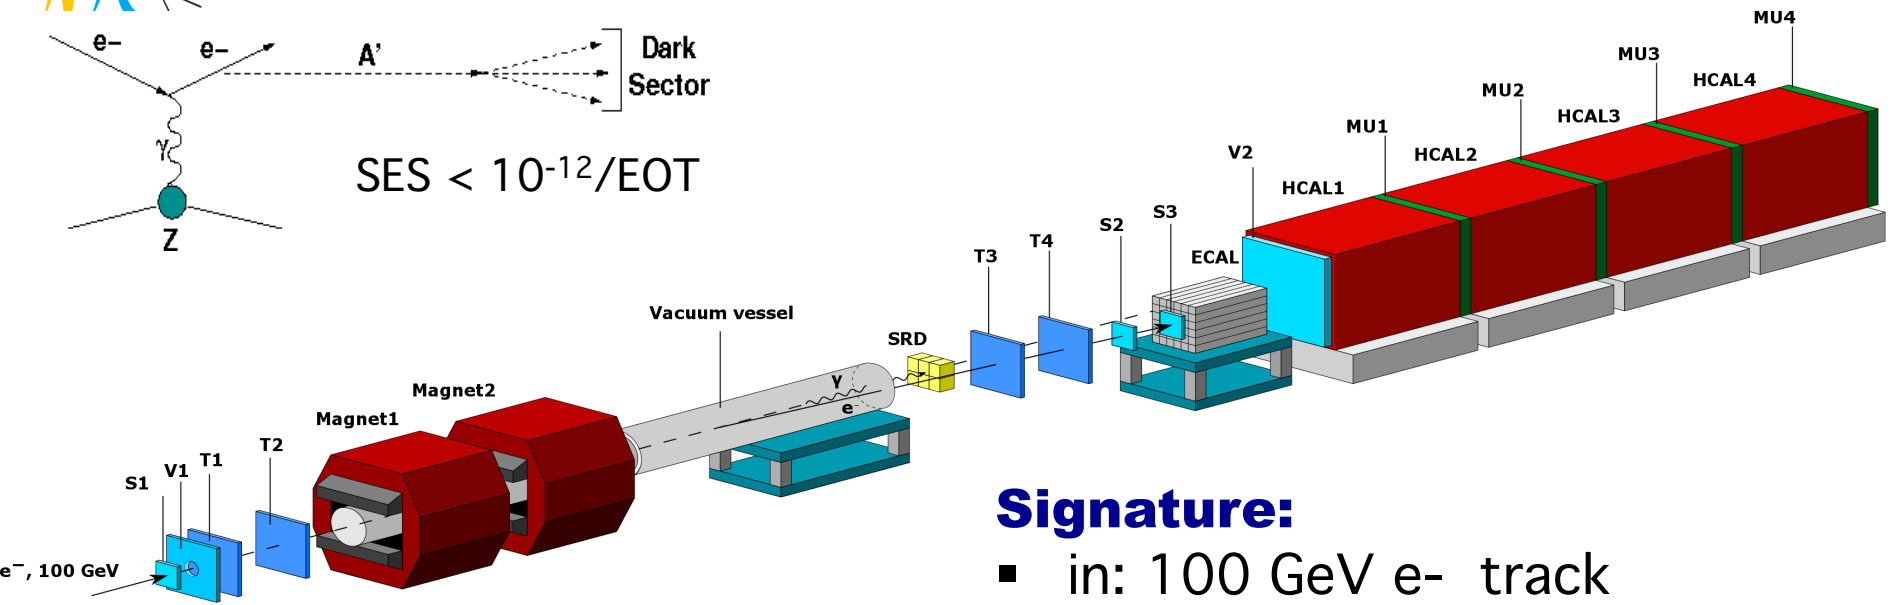 e-
e-
A'
Dark
Sector
γ
Z
SES < 10-12/EOT
MU4
MU3
HCAL4
MU2
HCAL3
MU1
HCAL2
V2
HCAL1
S3
S2
ECAL
T4
T3
Vacuum vessel
SRD
γ
e-
Magnet2
Magnet1
T2
T1
V1
S1
e−, 100 GeV
Signature:
▪ in: 100 GeV e- track